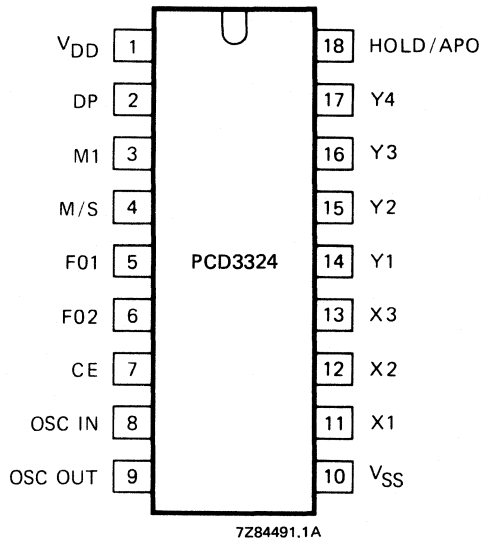 VDD 1 18 HOLD/APO
DP 2 17 Y4
M1 3 16 Y3
M/S 4 15 Y2
F01 5 PCD3324 14 Y1
F02 6 13 X3
CE 7 12 X2
OSC IN 8 11 X1
OSC OUT 9 10 VSS
7Z84491.1A